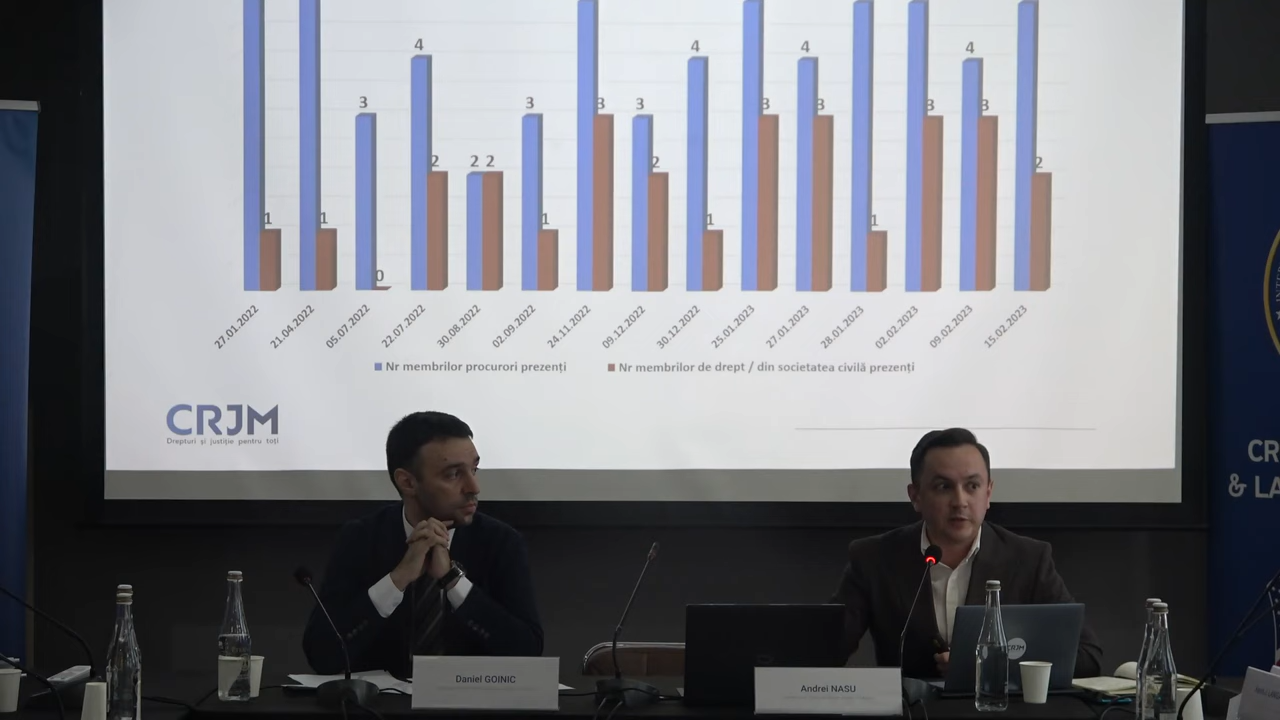 4 4 4
3 3 3 3 3 3 3 3
2 2 2 2 2
1 1 1 1 1
0
27.01.2022 21.04.2022 05.07.2022 22.07.2022 30.08.2022 02.09.2022 24.11.2022 09.12.2022 30.12.2022 25.01.2023 27.01.2023 28.01.2023 02.02.2023 09.02.2023 15.02.2023
Nr membrilor procurori prezenți Nr membrilor de drept / din societatea civilă prezenți
CRJM
Drepturi și justiție pentru toți
CR
& LA
Daniel GOINIC
Andrei NASU
CRJM